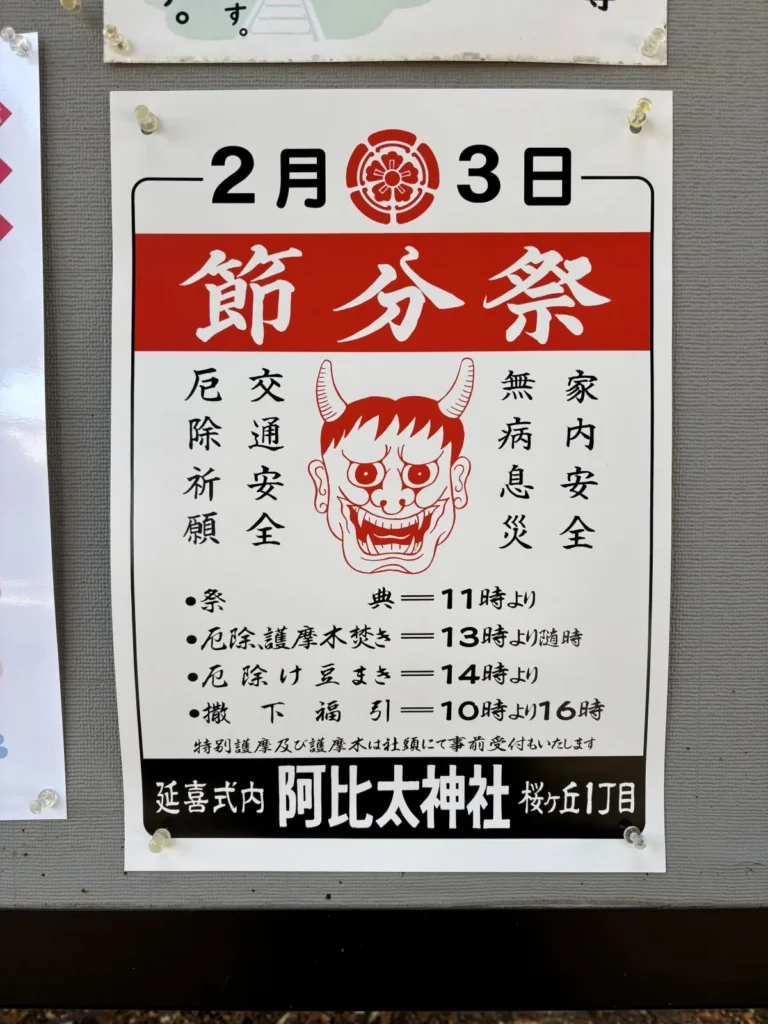 す。
2月3日
節分祭
家内安全
無病息災
交通安全
厄除祈願
•祭典＝11時より
•厄除護摩木焚き＝13時より随時
•厄除け豆まき＝14時より
•撒下福引＝10時より16時
特別護摩及び護摩木は社頭にて事前受付もいたします
延喜式内 阿比太神社 桜ヶ丘1丁目